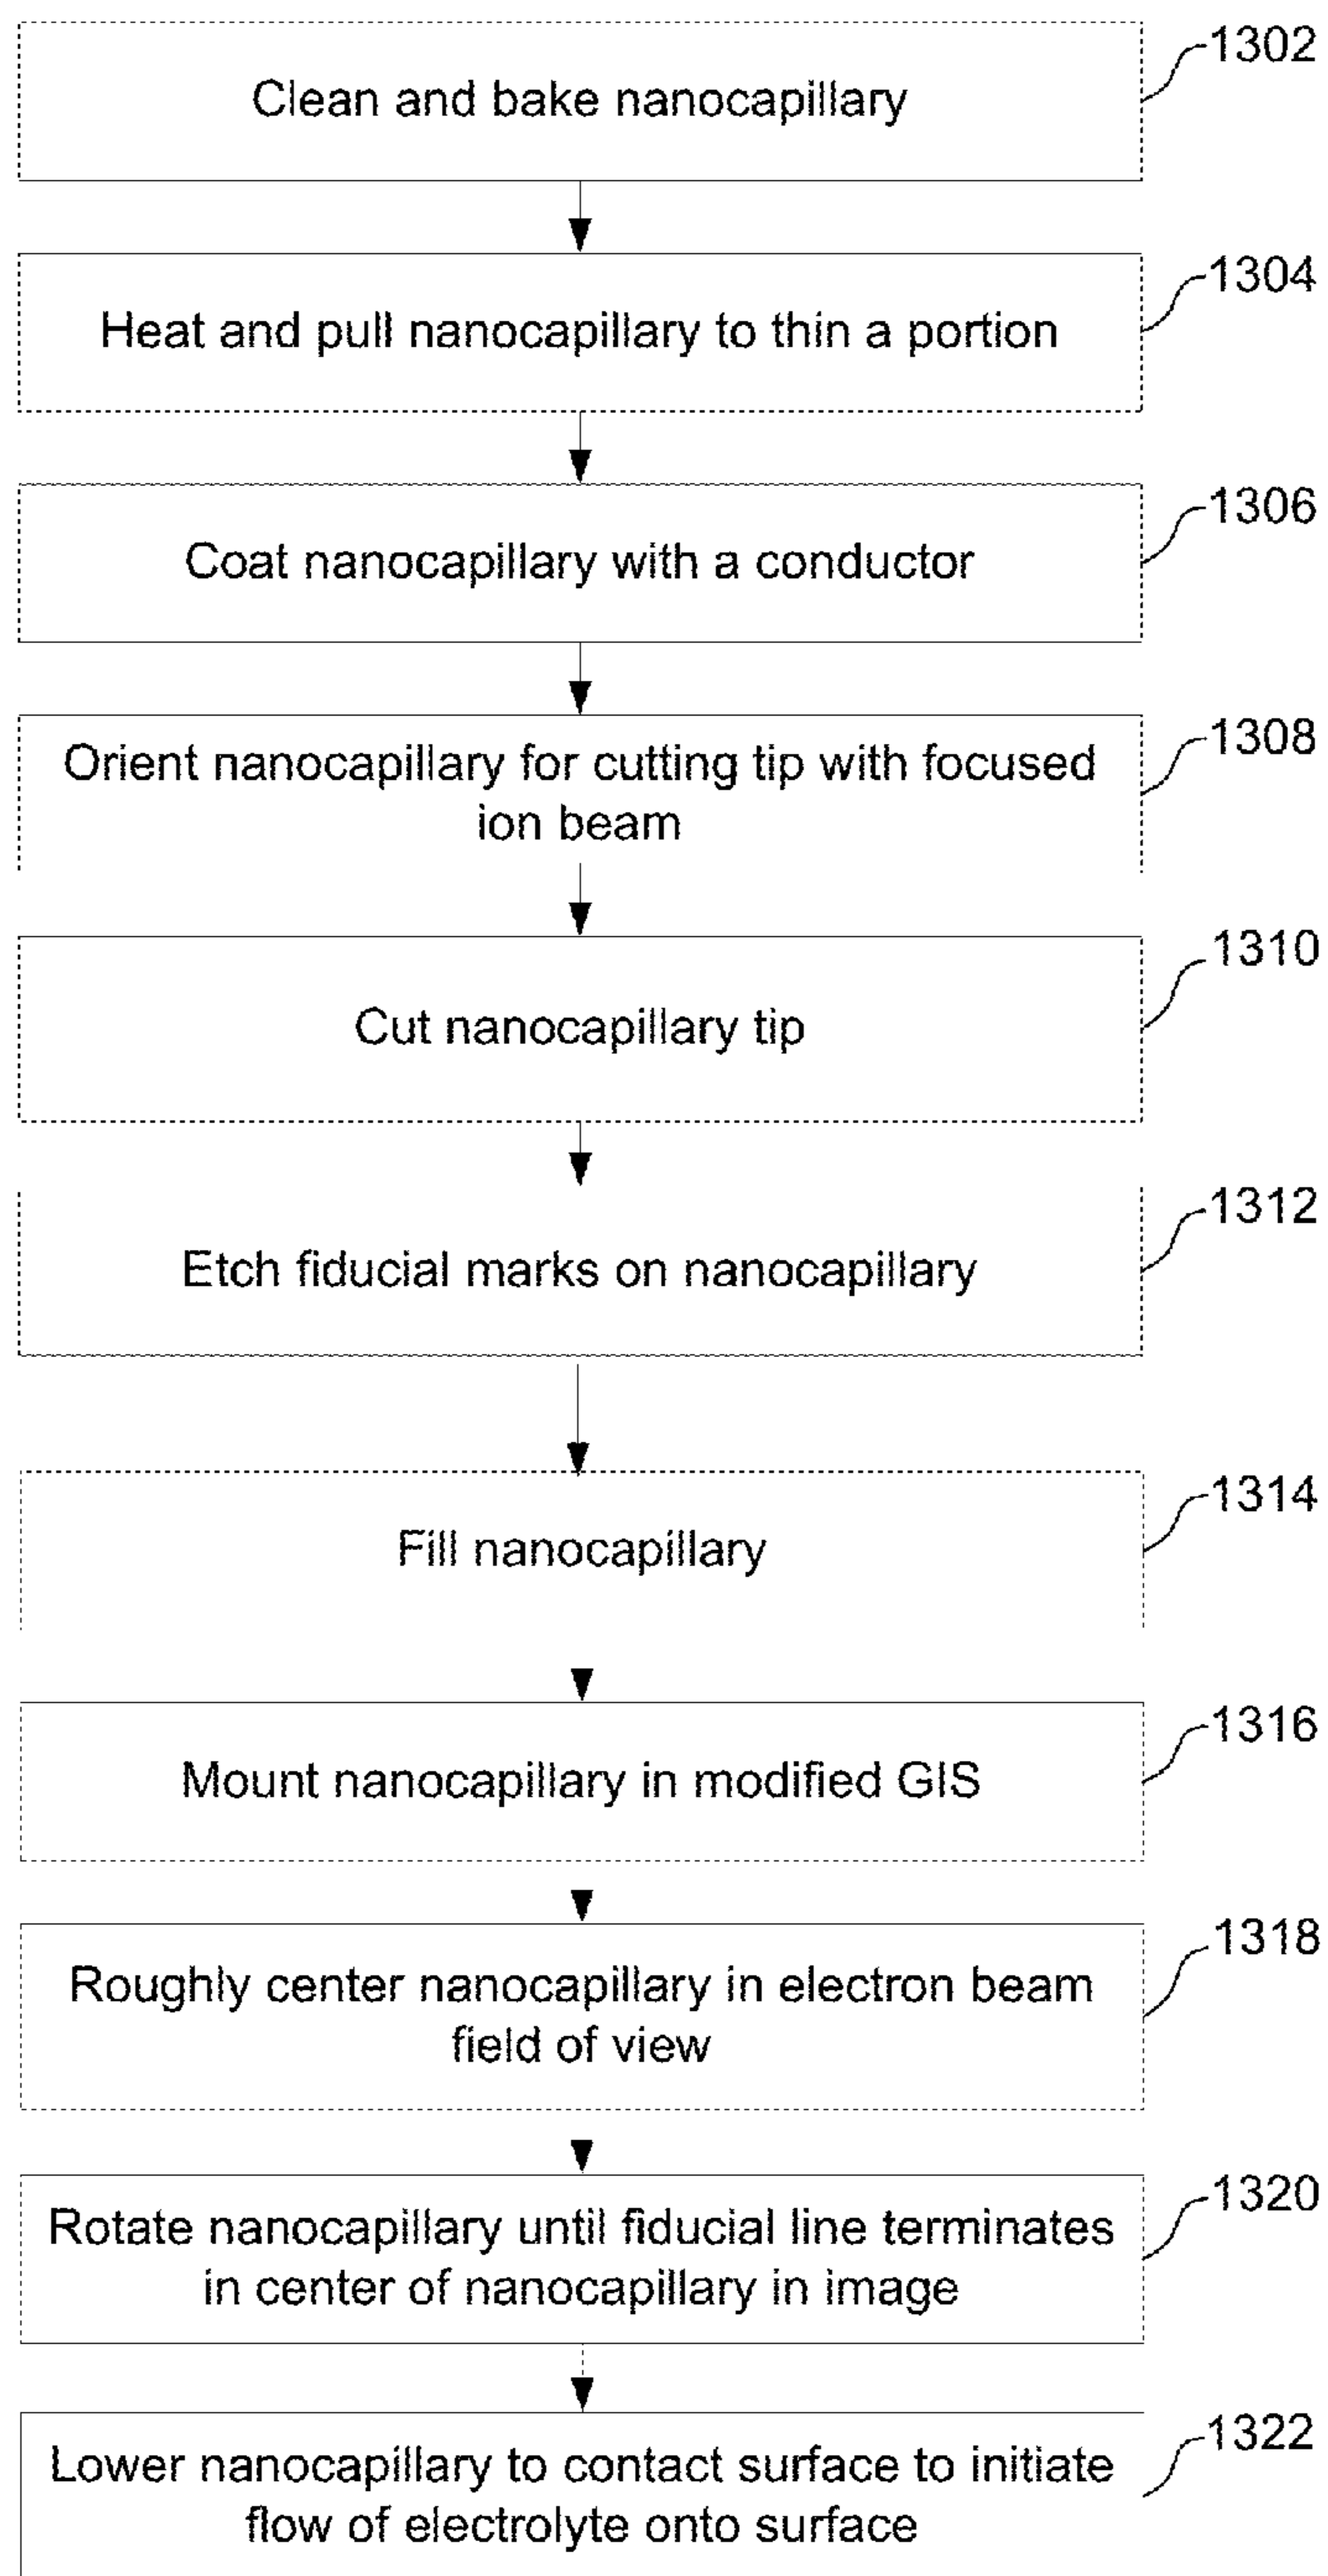 1302
Clean and bake nanocapillary
1304
Heat and pull nanocapillary to thin a portion
1306
Coat nanocapillary with a conductor
1308
Orient nanocapillary for cutting tip with focused
ion beam
1310
Cut nanocapillary tip
1312
Etch fiducial marks on nanocapillary
1314
Fill nanocapillary
1316
Mount nanocapillary in modified GIS
1318
Roughly center nanocapillary in electron beam
field of view
1320
Rotate nanocapillary until fiducial line terminates
in center of nanocapillary in image
1322
Lower nanocapillary to contact surface to initiate
flow of electrolyte onto surface